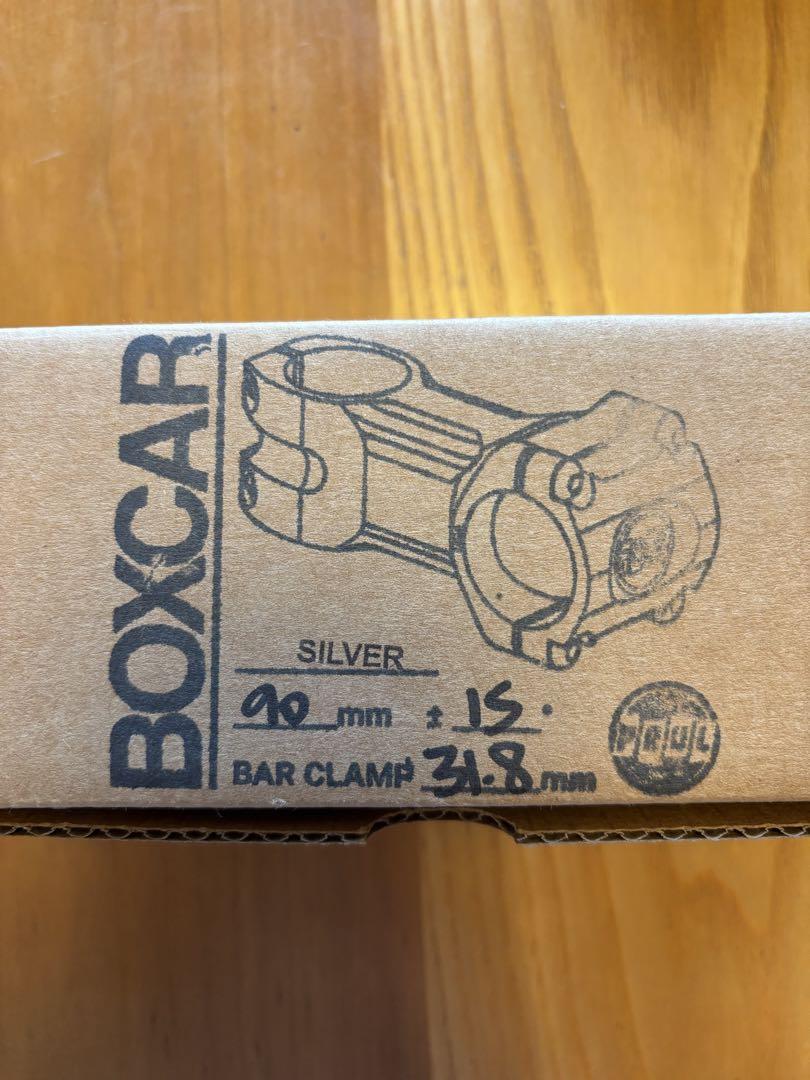 BOXCAR
SILVER
90 mm ± 15°
BAR CLAMP 31.8 mm
PAUL